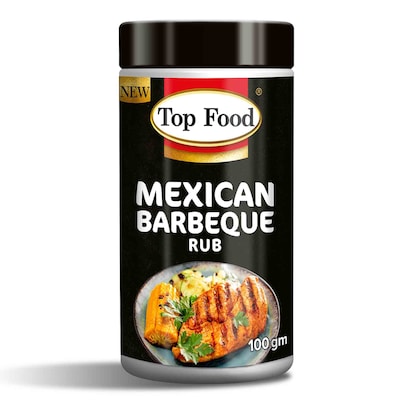 NEW
Top Food ®
MEXICAN
BARBEQUE
RUB
100 gm